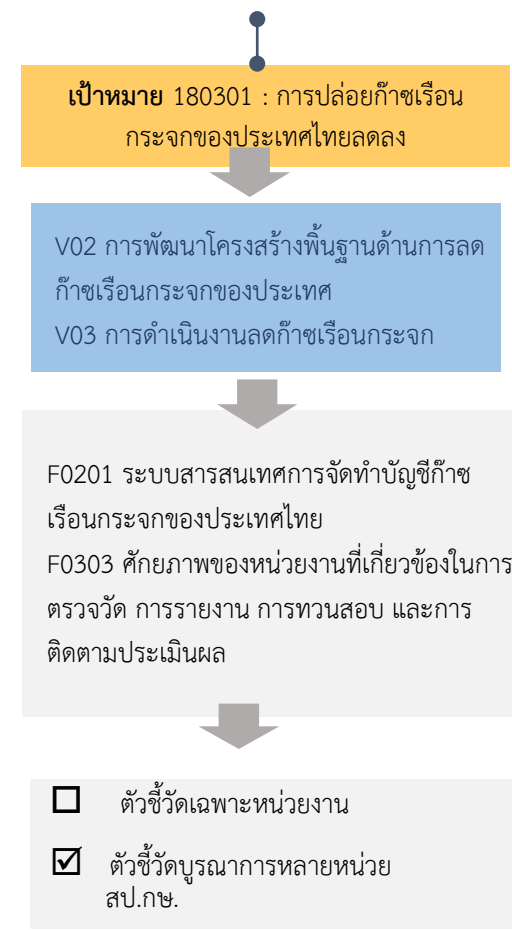 เป้าหมาย 180301 : การปล่อยก๊าซเรือน
กระจกของประเทศไทยลดลง
V02 การพัฒนาโครงสร้างพื้นฐานด้านการลด
ก๊าซเรือนกระจกของประเทศ
V03 การดำเนินงานลดก๊าซเรือนกระจก
F0201 ระบบสารสนเทศการจัดทำบัญชีก๊าซ
เรือนกระจกของประเทศไทย
F0303 ศักยภาพของหน่วยงานที่เกี่ยวข้องในการ
ตรวจวัด การรายงาน การทวนสอบ และการ
ติดตามประเมินผล
☐ ตัวชี้วัดเฉพาะหน่วยงาน
☑ ตัวชี้วัดบูรณาการหลายหน่วย
สป.กษ.